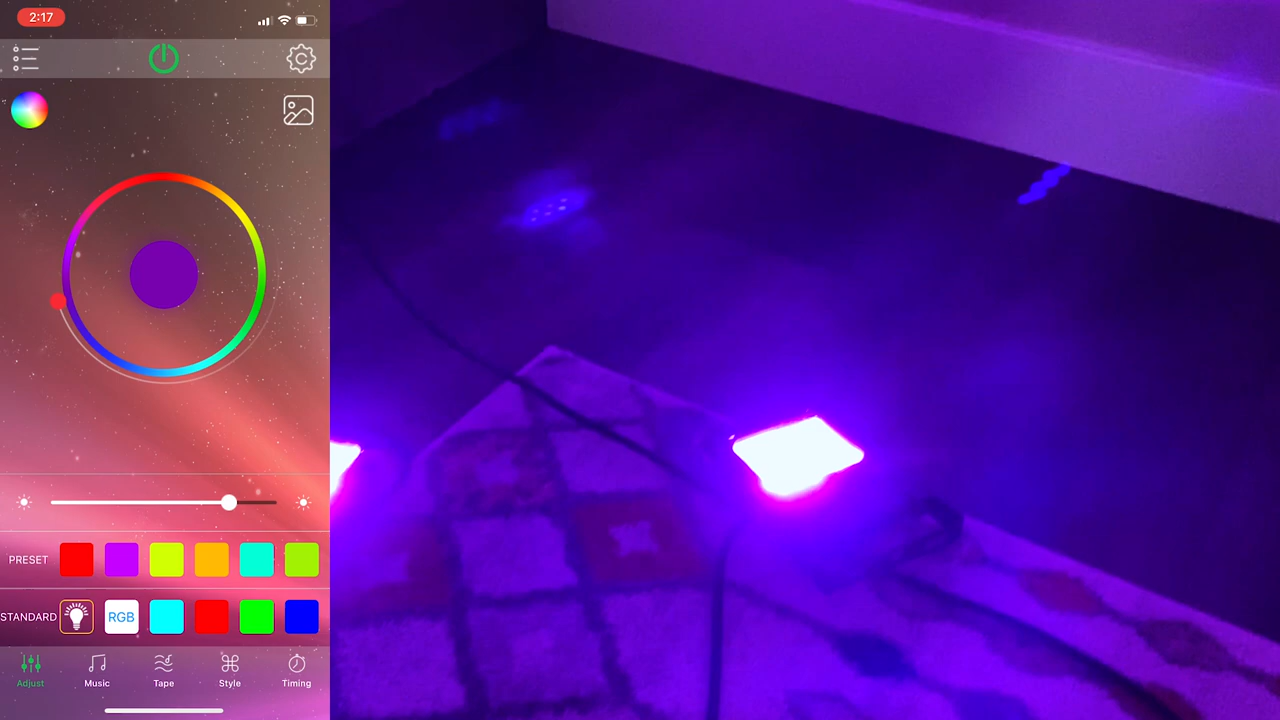 2:17
PRESET
STANDARD
RGB
Adjust
Music
Tape
Style
Timing